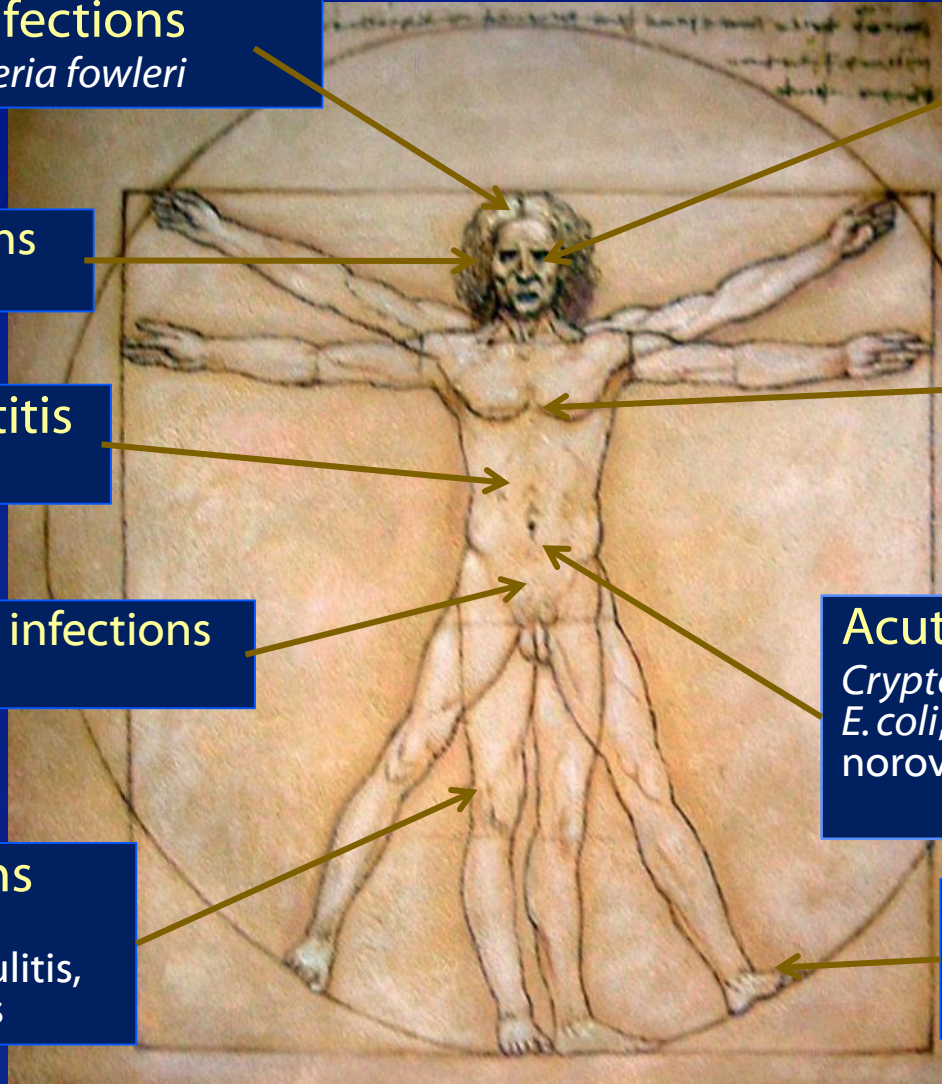 fections
eria fowleri
ns
titis
infections
Acut
Crypto
E. coli,
norov
ns
ulitis,
s